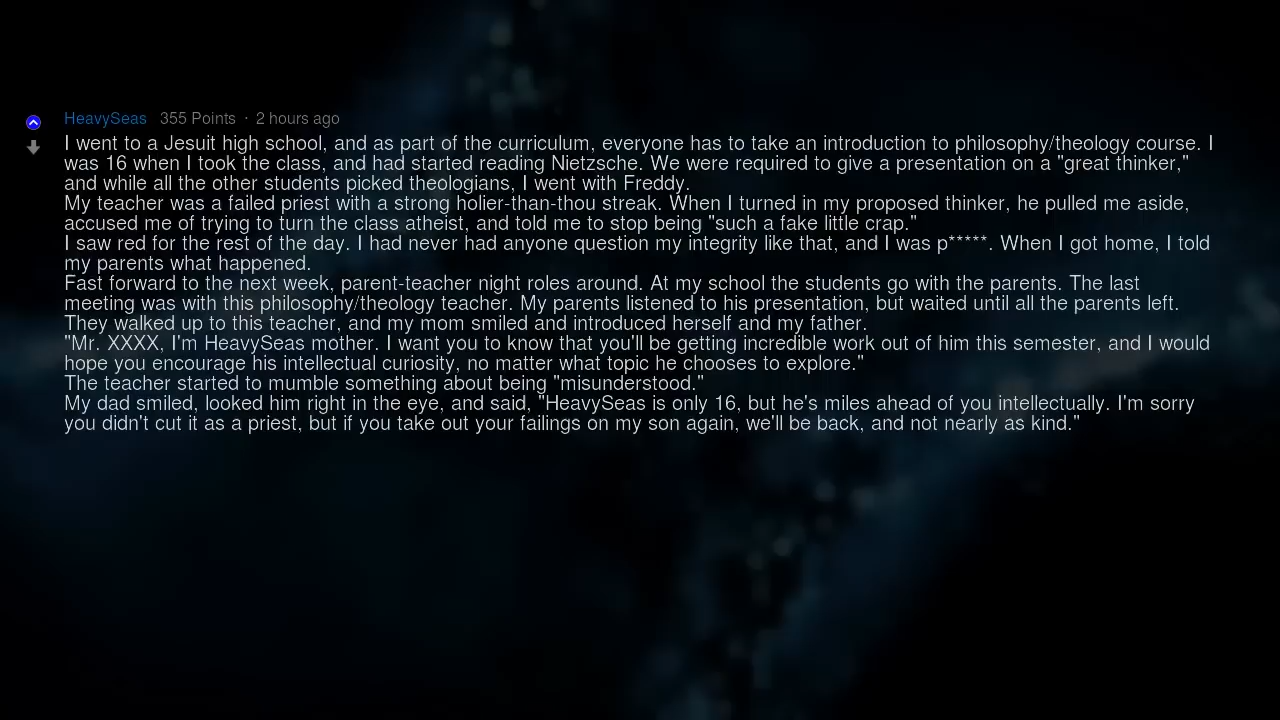 HeavySeas 355 Points · 2 hours ago
I went to a Jesuit high school, and as part of the curriculum, everyone has to take an introduction to philosophy/theology course. I
was 16 when I took the class, and had started reading Nietzsche. We were required to give a presentation on a "great thinker,"
and while all the other students picked theologians, I went with Freddy.
My teacher was a failed priest with a strong holier-than-thou streak. When I turned in my proposed thinker, he pulled me aside,
accused me of trying to turn the class atheist, and told me to stop being "such a fake little crap."
I saw red for the rest of the day. I had never had anyone question my integrity like that, and I was p*****. When I got home, I told
my parents what happened.
Fast forward to the next week, parent-teacher night roles around. At my school the students go with the parents. The last
meeting was with this philosophy/theology teacher. My parents listened to his presentation, but waited until all the parents left.
They walked up to this teacher, and my mom smiled and introduced herself and my father.
"Mr. XXXX, I'm HeavySeas mother. I want you to know that you'll be getting incredible work out of him this semester, and I would
hope you encourage his intellectual curiosity, no matter what topic he chooses to explore."
The teacher started to mumble something about being "misunderstood."
My dad smiled, looked him right in the eye, and said, "HeavySeas is only 16, but he's miles ahead of you intellectually. I'm sorry
you didn't cut it as a priest, but if you take out your failings on my son again, we'll be back, and not nearly as kind."